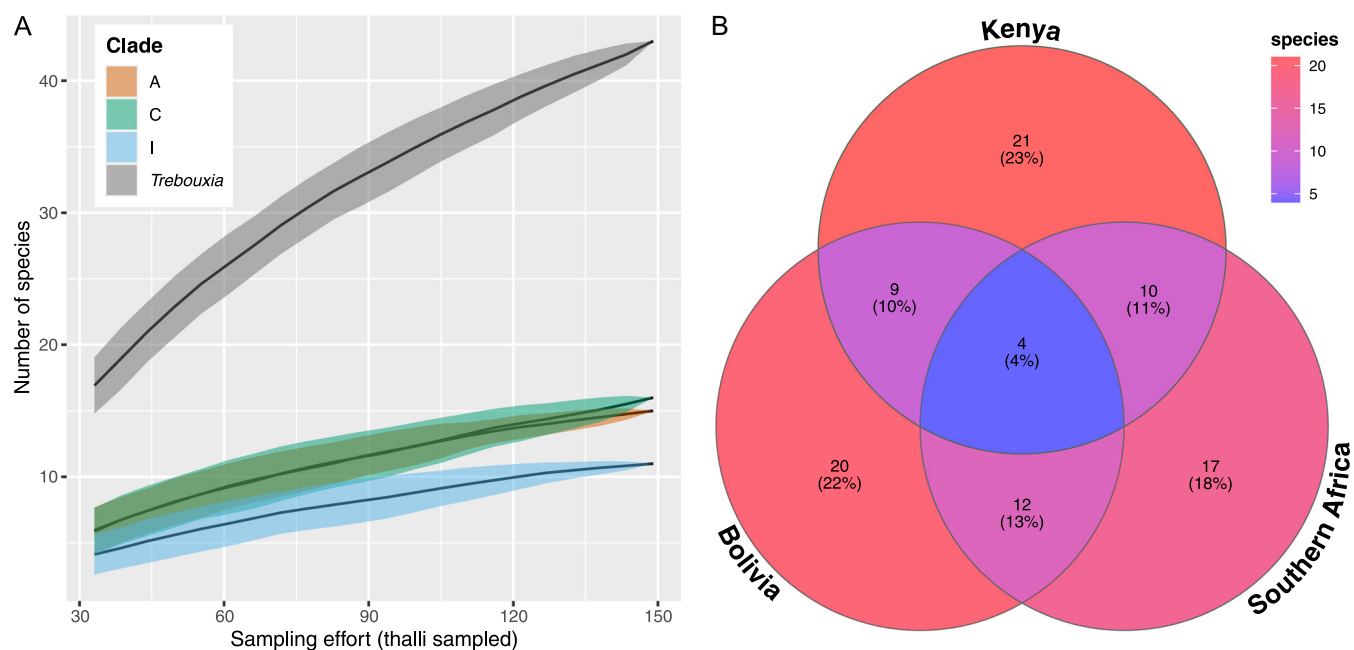 A
Clade
A
C
I
Trebouxia
40
30
20
10
Number of species
30
60
90
120
150
Sampling effort (thalli sampled)
B
Kenya
species
20
15
10
5
21
(23%)
9
(10%)
10
(11%)
4
(4%)
20
(22%)
17
(18%)
12
(13%)
Bolivia
Southern Africa